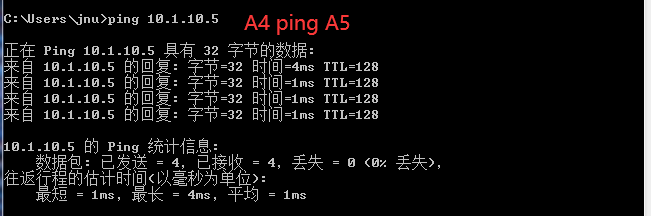 C:\Users\jnu>ping 10.1.10.5 A4 ping A5
正在 Ping 10.1.10.5 具有 32 字节的数据:
来自 10.1.10.5 的回复: 字节=32 时间=4ms TTL=128
来自 10.1.10.5 的回复: 字节=32 时间=1ms TTL=128
来自 10.1.10.5 的回复: 字节=32 时间=1ms TTL=128
来自 10.1.10.5 的回复: 字节=32 时间=1ms TTL=128
10.1.10.5 的 Ping 统计信息:
数据包: 已发送 = 4, 已接收 = 4, 丢失 = 0 (0% 丢失),
往返行程的估计时间(以毫秒为单位):
最短 = 1ms, 最长 = 4ms, 平均 = 1ms